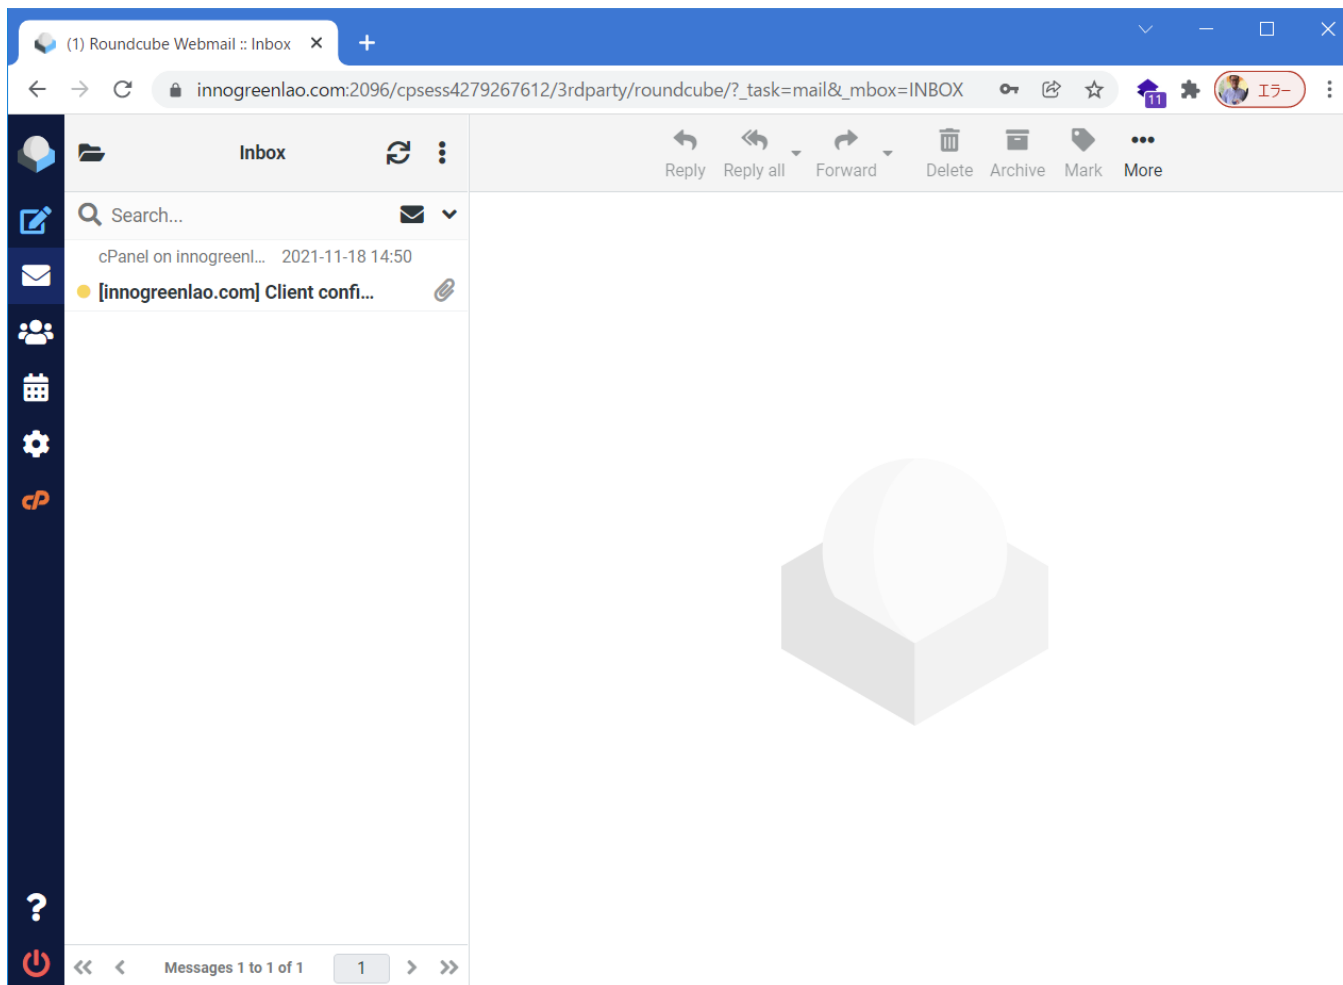 (1) Roundcube Webmail :: Inbox
innogreenlao.com:2096/cpsess4279267612/3rdparty/roundcube/?_task=mail&_mbox=INBOX
11
エラー
Inbox
Reply
Reply all
Forward
Delete
Archive
Mark
More
Search...
cPanel on innogreenl... 2021-11-18 14:50
[innogreenlao.com] Client confi...
cP
Messages 1 to 1 of 1
1